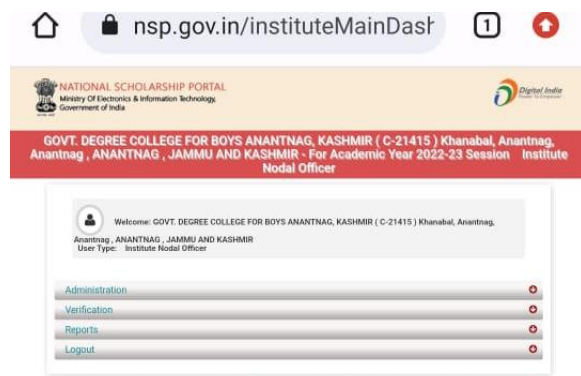 nsp.gov.in/instituteMainDash
1
NATIONAL SCHOLARSHIP PORTAL
Ministry Of Electronics & Information Technology,
Government of India
Digital India
Power To Empower
GOVT. DEGREE COLLEGE FOR BOYS ANANTNAG, KASHMIR ( C-21415 ) Khanabal, Anantnag,
Anantnag , ANANTNAG , JAMMU AND KASHMIR - For Academic Year 2022-23 Session Institute
Nodal Officer
Welcome: GOVT. DEGREE COLLEGE FOR BOYS ANANTNAG, KASHMIR ( C-21415 ) Khanabal, Anantnag,
Anantnag , ANANTNAG , JAMMU AND KASHMIR
User Type: Institute Nodal Officer
Administration
Verification
Reports
Logout